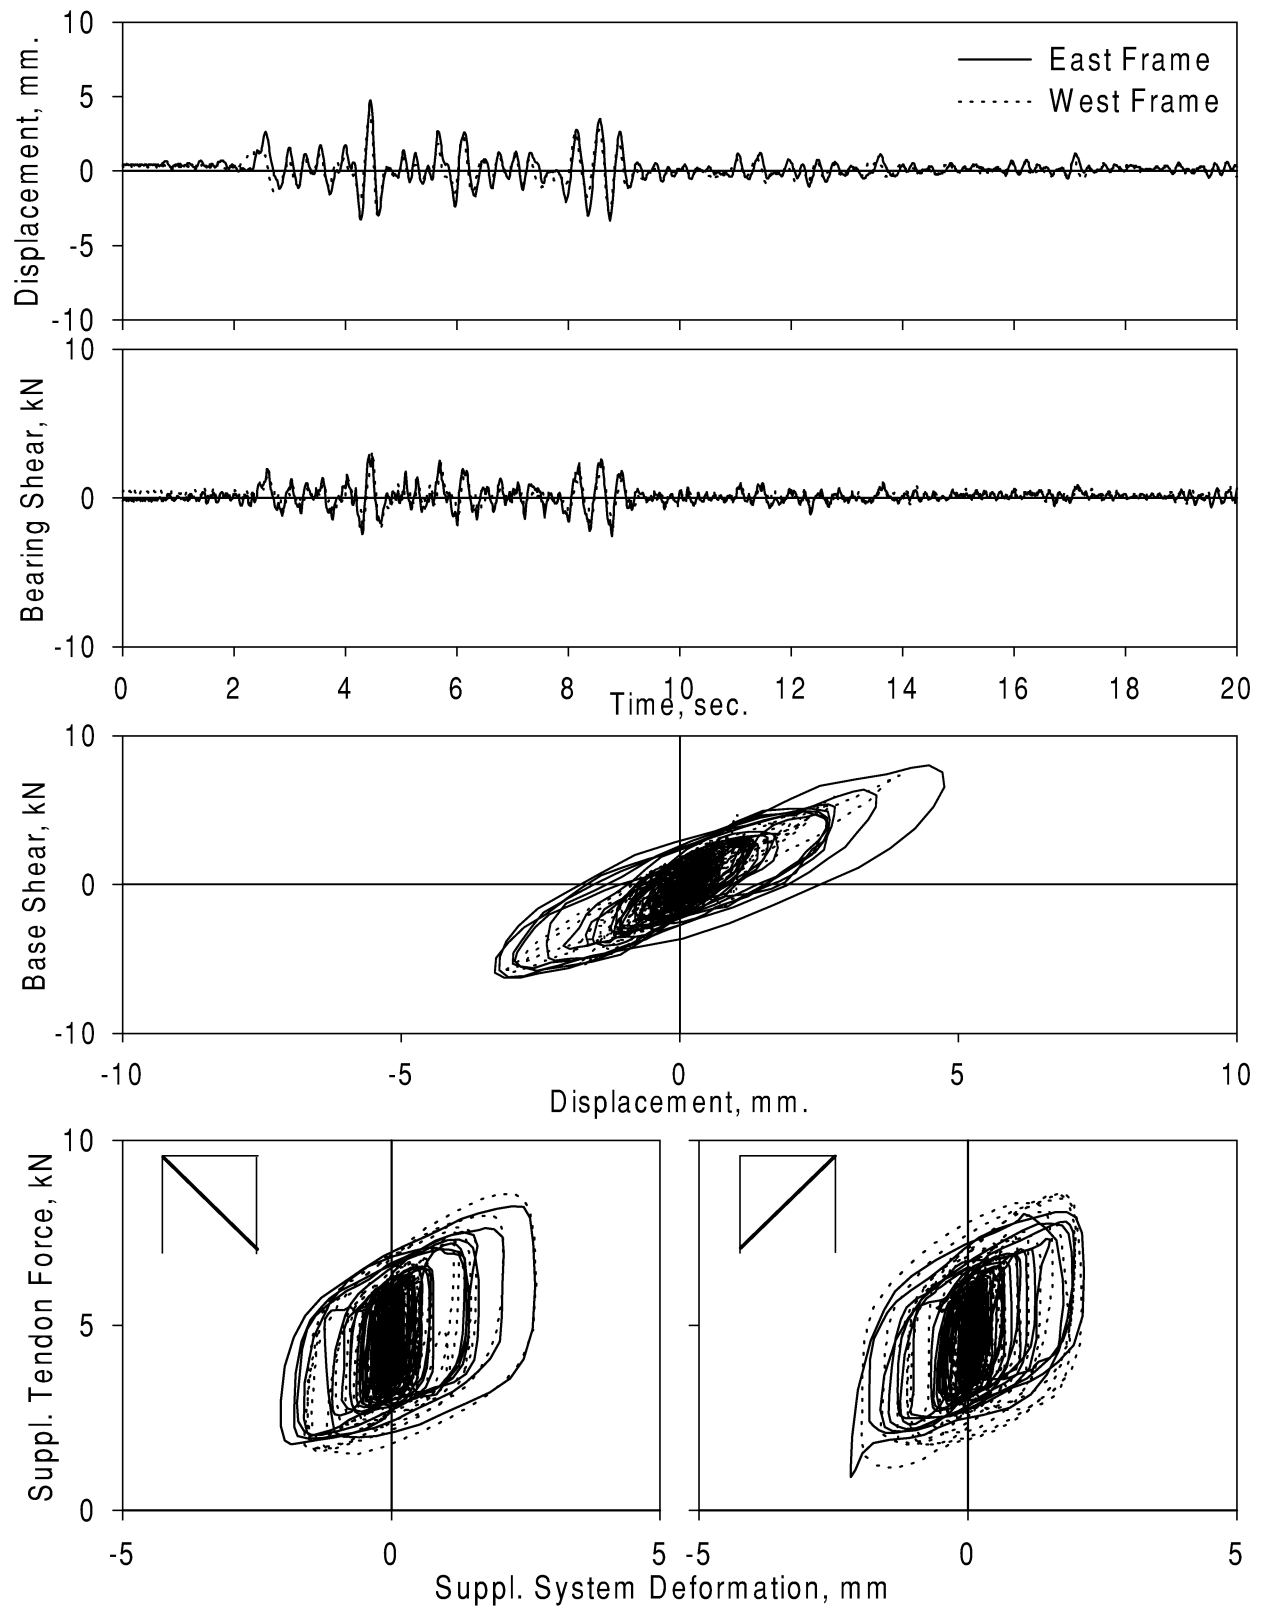 10
5
0
-5
-10
Displacement, mm.
East Frame
West Frame
10
0
-10
Bearing Shear, kN
0 2 4 6 8 10 12 14 16 18 20
Time, sec.
10
0
-10
Base Shear, kN
-10 -5 0 5 10
Displacement, mm.
10
5
0
Suppl. Tendon Force, kN
-5 0 5 -5 0 5
Suppl. System Deformation, mm